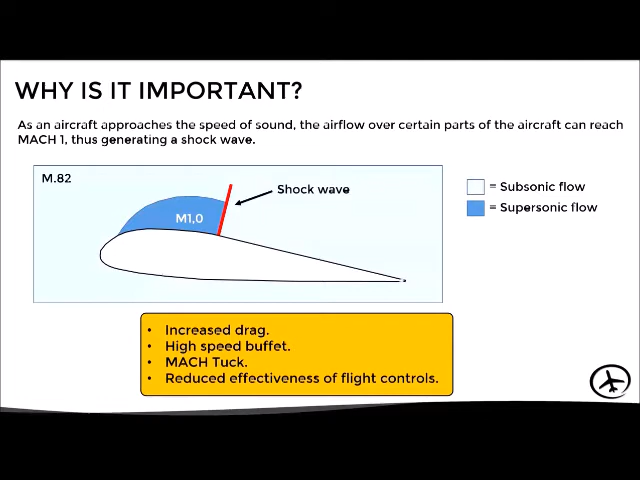 WHY IS IT IMPORTANT?
As an aircraft approaches the speed of sound, the airflow over certain parts of the aircraft can reach
MACH 1, thus generating a shock wave.
M.82
Shock wave
M1,0
= Subsonic flow
= Supersonic flow
• Increased drag.
• High speed buffet.
• MACH Tuck.
• Reduced effectiveness of flight controls.